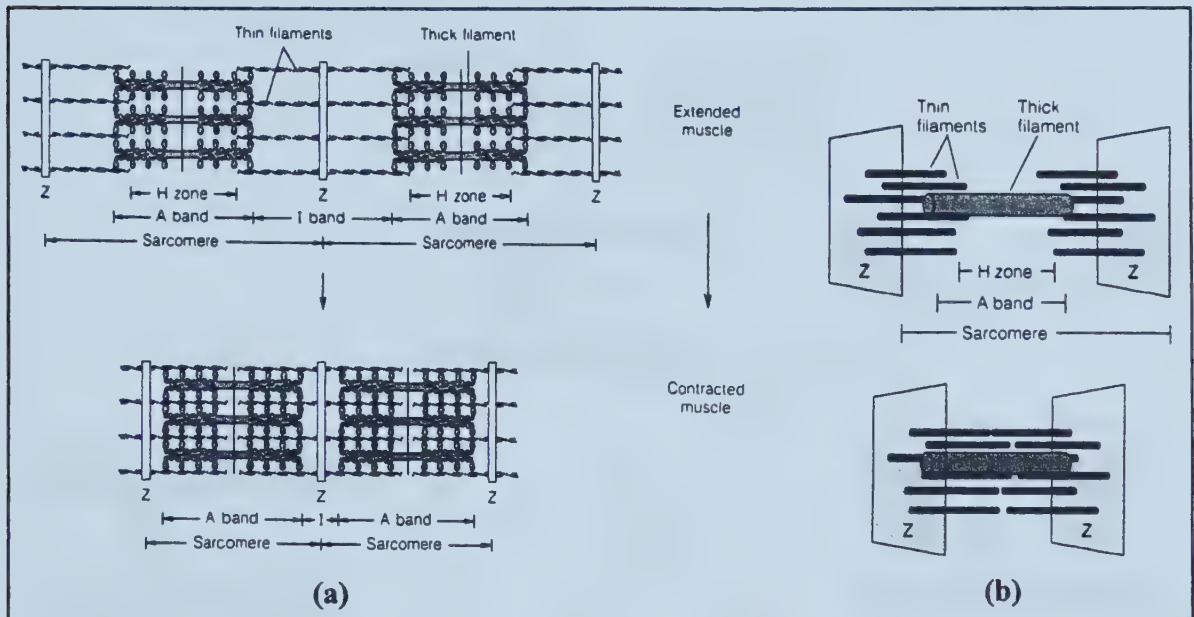 Thin filaments Thick filament
Z Z Z
H zone H zone
A band I band A band
Sarcomere Sarcomere
Z Z Z
A band I A band
Sarcomere Sarcomere
(a)
Extended
muscle
Contracted
muscle
Thin
filaments
Thick
filament
Z Z
H zone
A band
Sarcomere
Z Z
(b)